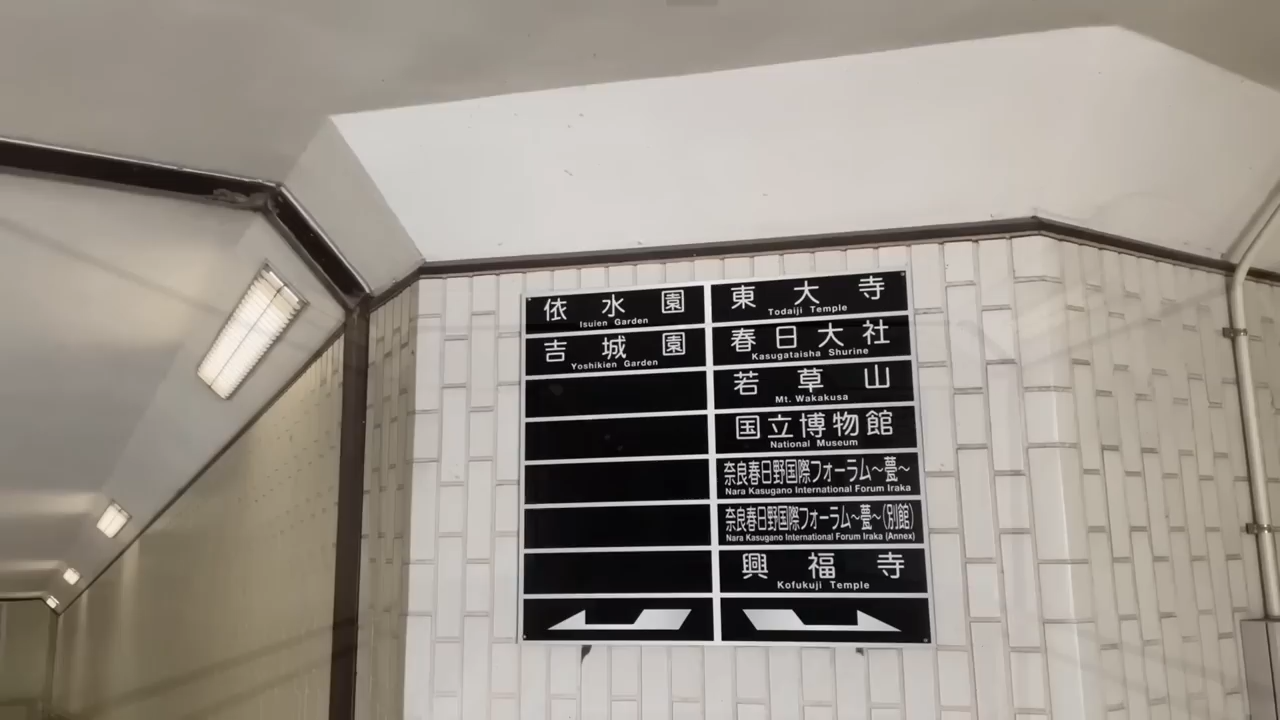 依水園
Isuien Garden
吉城園
Yoshikien Garden
東大寺
Todaiji Temple
春日大社
Kasugataisha Shurine
若草山
Mt. Wakakusa
国立博物館
National Museum
奈良春日野国際フォーラム〜甍〜
Nara Kasugano International Forum Iraka
奈良春日野国際フォーラム〜甍〜(別館)
Nara Kasugano International Forum Iraka (Annex)
興福寺
Kofukuji Temple